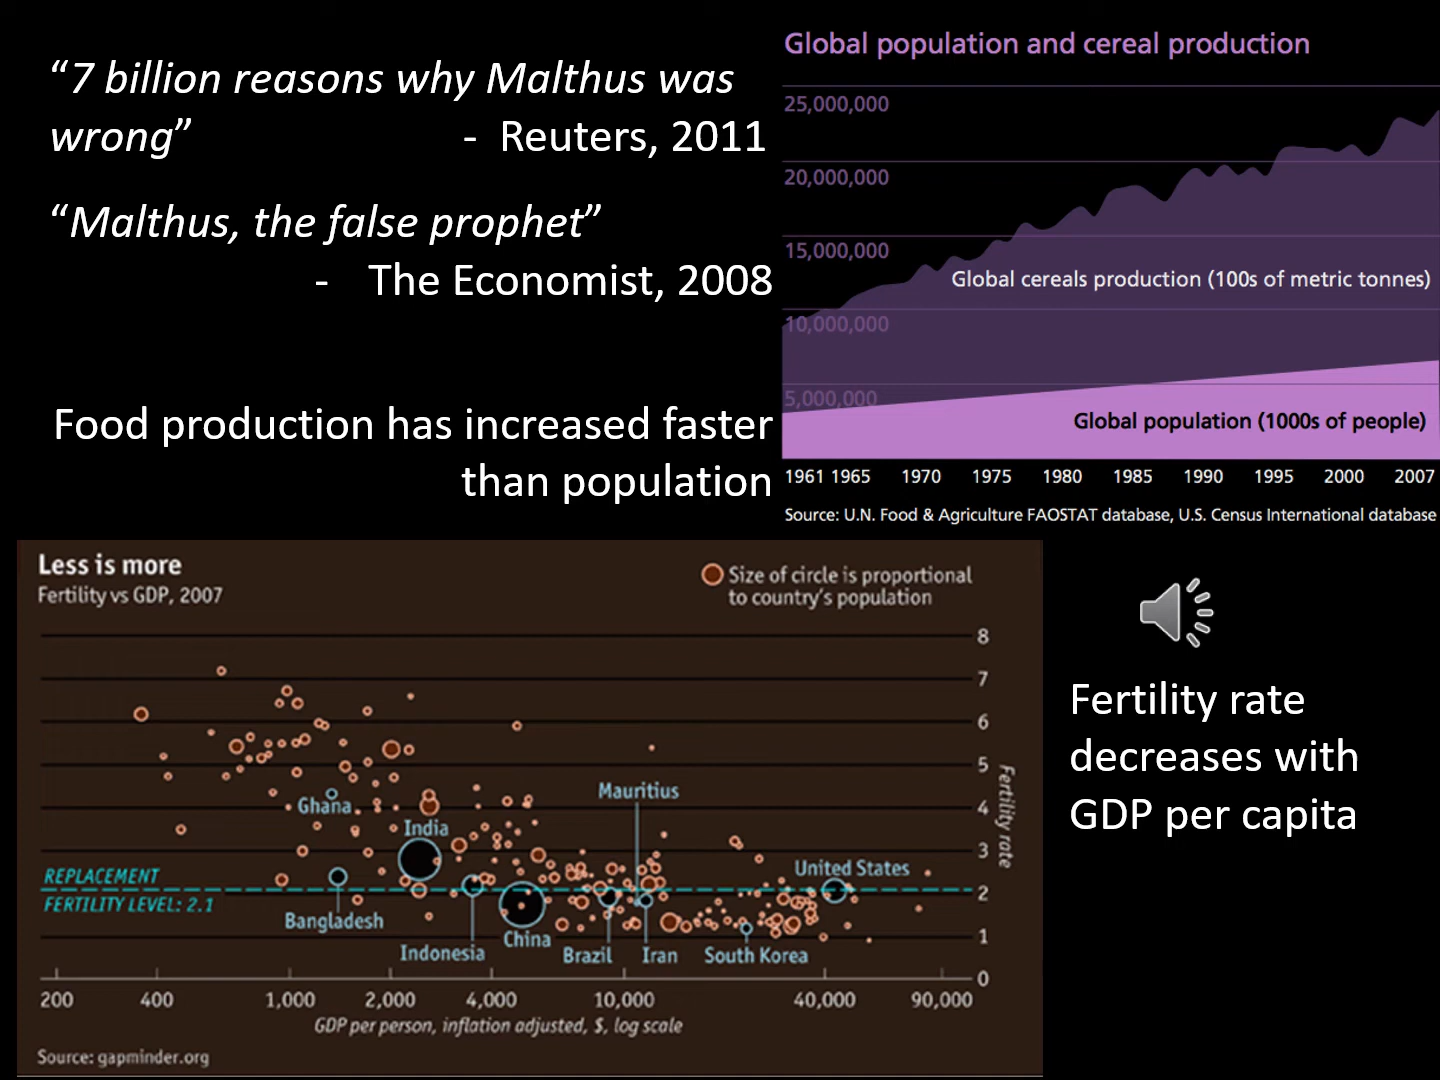 “7 billion reasons why Malthus was
wrong” - Reuters, 2011
“Malthus, the false prophet”
- The Economist, 2008
Food production has increased faster
than population
Global population and cereal production
25,000,000
20,000,000
15,000,000
Global cereals production (100s of metric tonnes)
10,000,000
5,000,000
Global population (1000s of people)
1961 1965 1970 1975 1980 1985 1990 1995 2000 2007
Source: U.N. Food & Agriculture FAOSTAT database, U.S. Census International database
Less is more
Fertility vs GDP, 2007
Size of circle is proportional
to country's population
8
7
6
5
4
3
2
1
0
Fertility rate
Mauritius
Ghana
India
United States
REPLACEMENT
FERTILITY LEVEL: 2.1
Bangladesh
Indonesia
China
Brazil
Iran
South Korea
200 400 1,000 2,000 4,000 10,000 40,000 90,000
GDP per person, inflation adjusted, $, log scale
Source: gapminder.org
Fertility rate
decreases with
GDP per capita